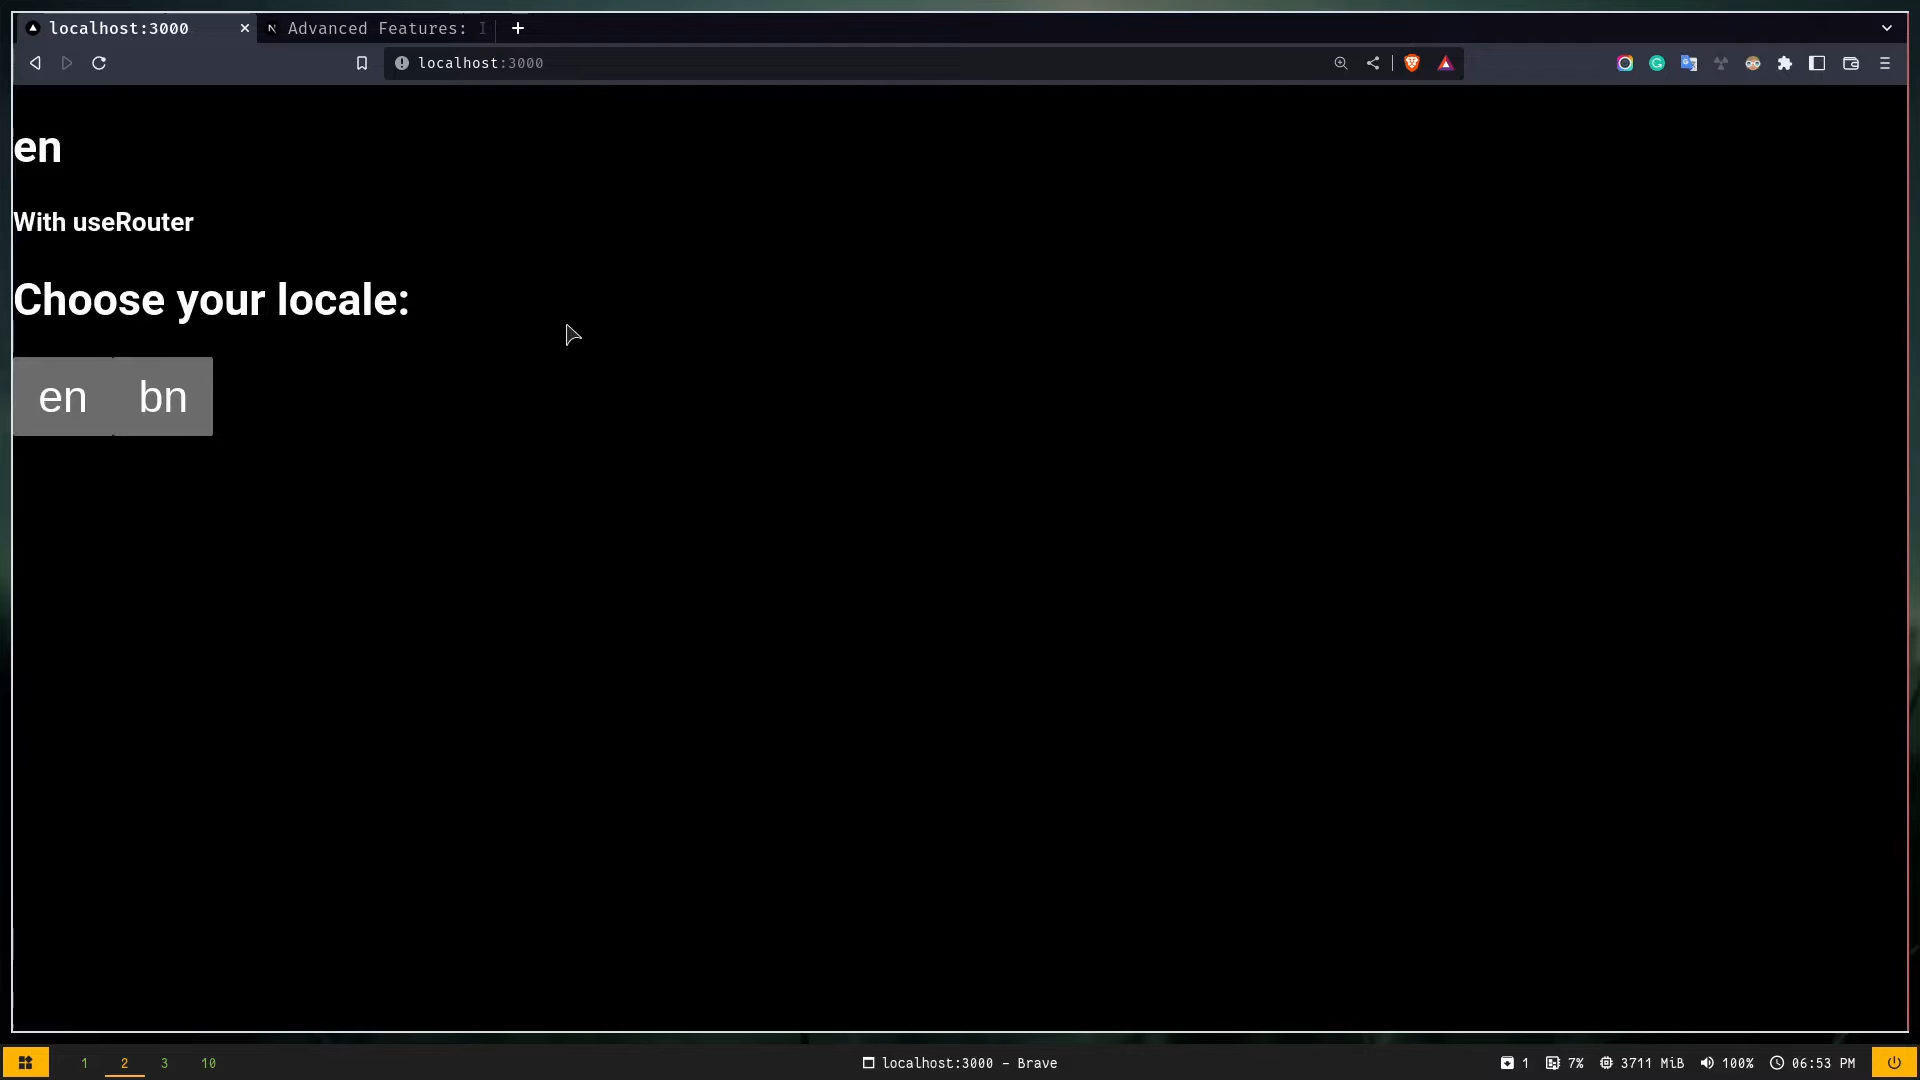 localhost:3000
Advanced Features: I
localhost:3000
en
With useRouter
Choose your locale:
en bn
1 2 3 10
localhost:3000 - Brave
1 7% 3711 MiB 100% 06:53 PM